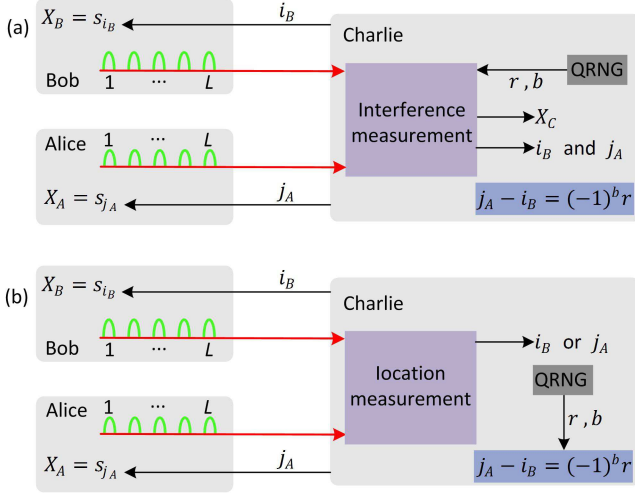 (a)
X_B = s_{i_B}
i_B
Charlie
Bob
1 ... L
QRNG
r , b
Interference measurement
X_C
i_B and j_A
Alice
1 ... L
X_A = s_{j_A}
j_A
j_A − i_B = (−1)^b r
(b)
X_B = s_{i_B}
i_B
Charlie
Bob
1 ... L
location measurement
i_B or j_A
QRNG
r , b
Alice
1 ... L
X_A = s_{j_A}
j_A
j_A − i_B = (−1)^b r